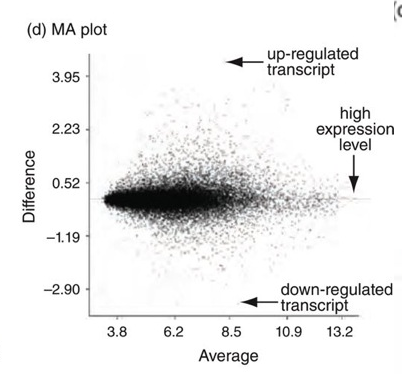 (d) MA plot
up-regulated
transcript
3.95
high
expression
level
2.23
0.52
Difference
−1.19
−2.90
down-regulated
transcript
3.8 6.2 8.5 10.9 13.2
Average